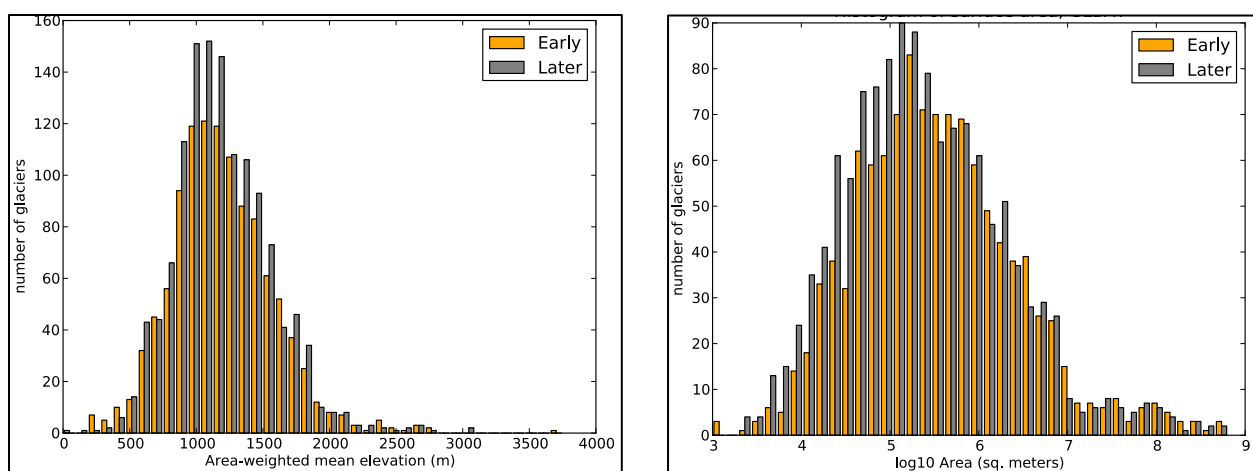 160
140
120
100
80
60
40
20
0
number of glaciers
Early
Later
0 500 1000 1500 2000 2500 3000 3500 4000
Area-weighted mean elevation (m)
90
80
70
60
50
40
30
20
10
0
number of glaciers
Early
Later
3 4 5 6 7 8 9
log10 Area (sq. meters)